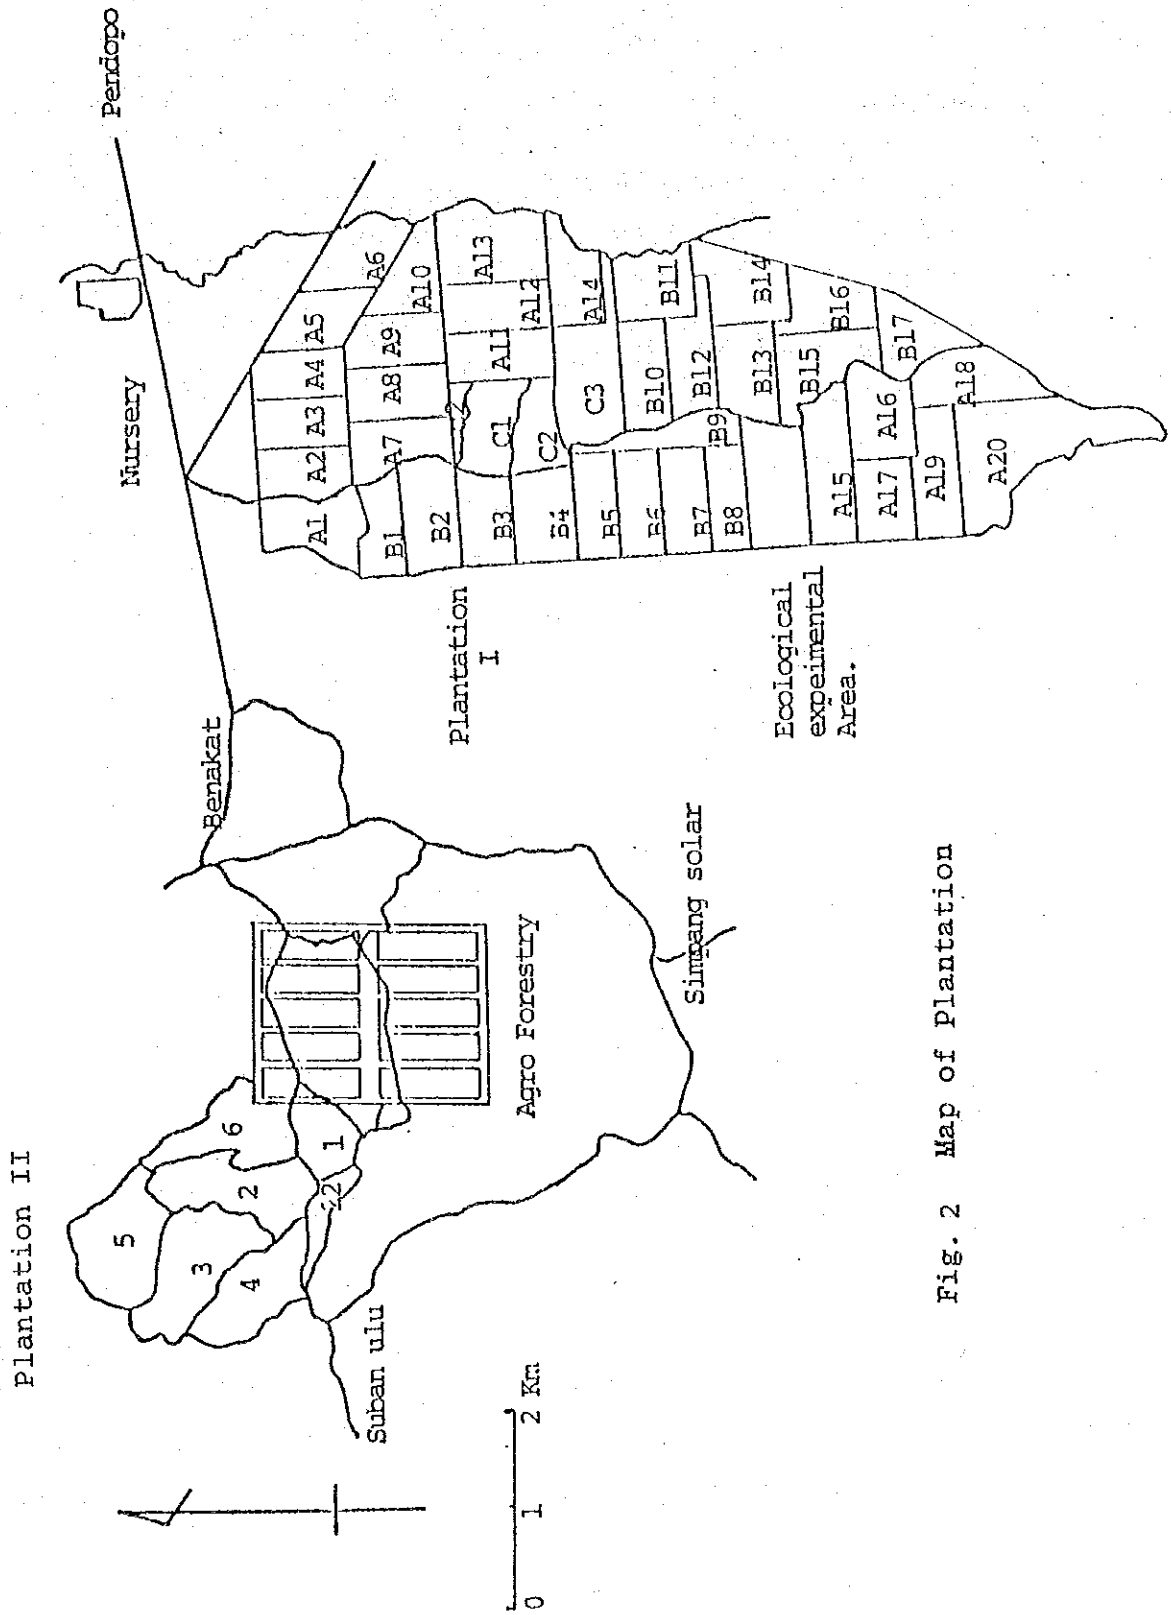 Plantation II
Pendopo
Nursery
Benakat
5
6
3
2
4
1
22
Suban ulu
Agro Forestry
Simpang solar
Plantation
I
Ecological
expeimental
Area.
A1
A2
A3
A4
A5
A6
A7
A8
A9
A10
A11
A12
A13
A14
B1
B2
B3
B4
B5
B6
B7
B8
B9
C1
C2
C3
B10
B11
B12
B13
B14
B15
B16
B17
A15
A16
A17
A18
A19
A20
0
1
2 Km
Fig. 2 Map of Plantation